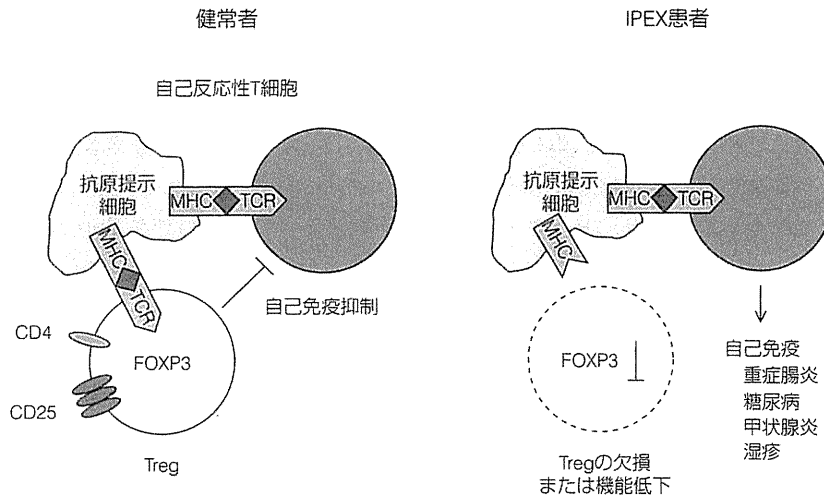 健常者
自己反応性T細胞
抗原提示
細胞
MHC
TCR
MHC
TCR
自己免疫抑制
CD4
CD25
FOXP3
Treg
IPEX患者
抗原提示
細胞
MHC
TCR
MHC
FOXP3
Tregの欠損
または機能低下
自己免疫
重症腸炎
糖尿病
甲状腺炎
湿疹